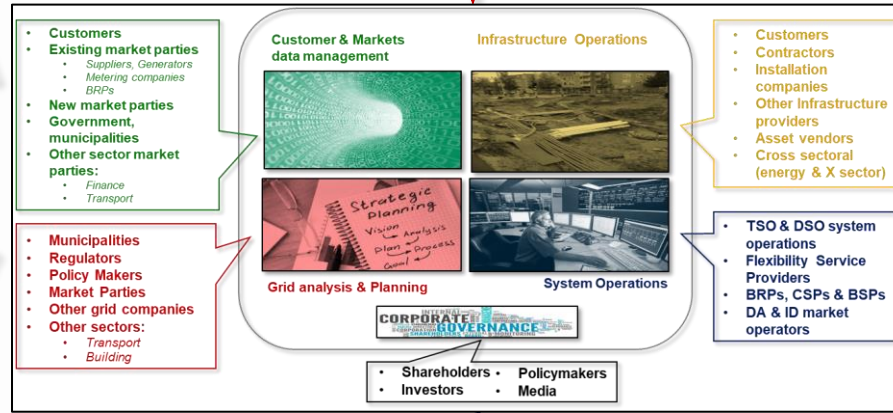 Customers
Existing market parties
Suppliers, Generators
Metering companies
BRPs
New market parties
Government,
municipalities
Other sector market
parties:
Finance
Transport
Customer & Markets
data management
Infrastructure Operations
Customers
Contractors
Installation
companies
Other Infrastructure
providers
Asset vendors
Cross sectoral
(energy & X sector)
Strategic
Planning
Vision
Analysis
Plan
Process
Goal
Municipalities
Regulators
Policy Makers
Market Parties
Other grid companies
Other sectors:
Transport
Building
Grid analysis & Planning
System Operations
TSO & DSO system
operations
Flexibility Service
Providers
BRPs, CSPs & BSPs
DA & ID market
operators
INTERNAL
CORPORATE
GOVERNANCE
SHAREHOLDERS
Shareholders
Investors
Policymakers
Media